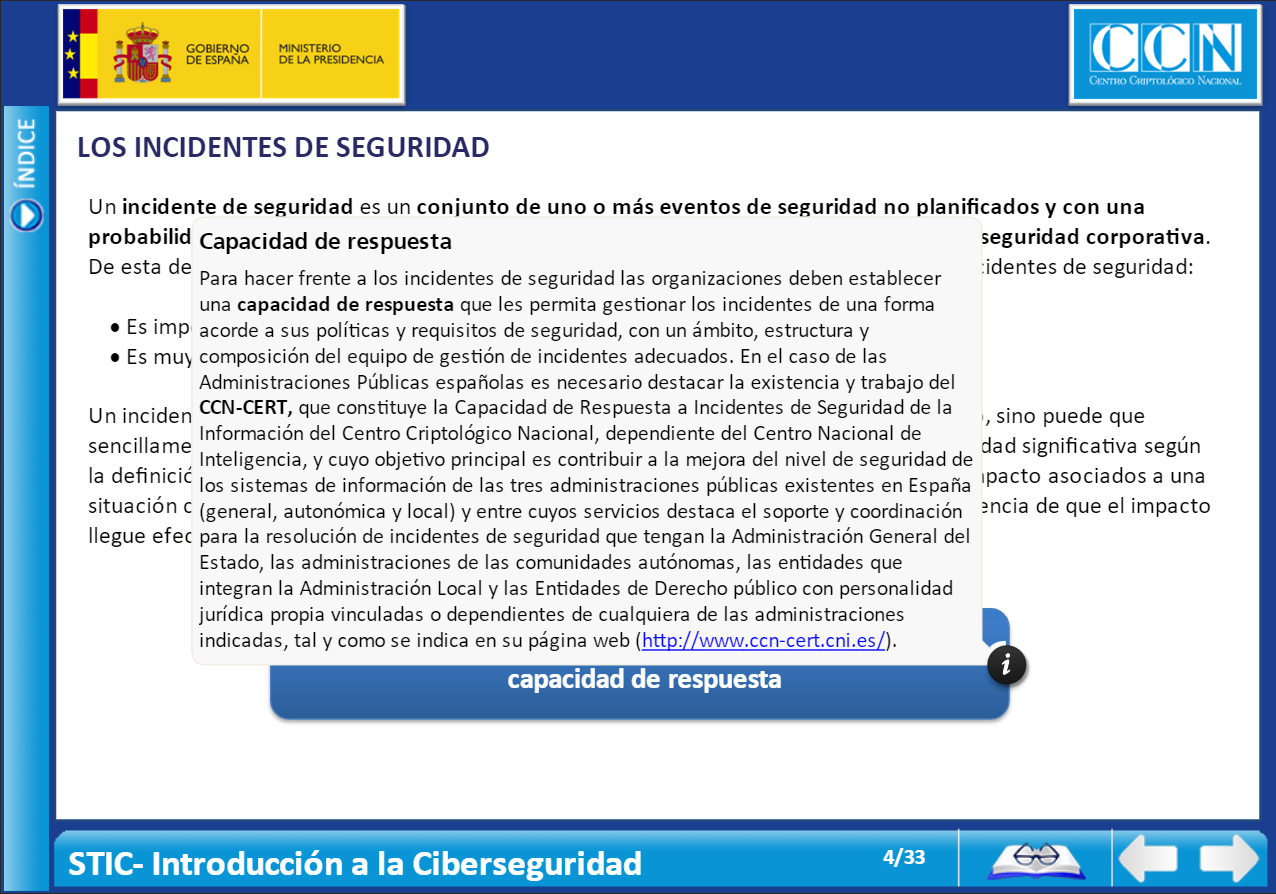 GOBIERNO
DE ESPAÑA
MINISTERIO
DE LA PRESIDENCIA
CCN
CENTRO CRIPTOLÓGICO NACIONAL
ÍNDICE
LOS INCIDENTES DE SEGURIDAD
Un incidente de seguridad es un conjunto de uno o más eventos de seguridad no planificados y con una
seguridad corporativa.
De esta
incidentes de seguridad:
• Es
• Es muy
Un
sino puede que
significativa según
la
asociados a una
situación
de que el impacto
llegue
Capacidad de respuesta
Para hacer frente a los incidentes de seguridad las organizaciones deben establecer
una capacidad de respuesta que les permita gestionar los incidentes de una forma
acorde a sus políticas y requisitos de seguridad, con un ámbito, estructura y
composición del equipo de gestión de incidentes adecuados. En el caso de las
Administraciones Públicas españolas es necesario destacar la existencia y trabajo del
CCN-CERT, que constituye la Capacidad de Respuesta a Incidentes de Seguridad de la
Información del Centro Criptológico Nacional, dependiente del Centro Nacional de
Inteligencia, y cuyo objetivo principal es contribuir a la mejora del nivel de seguridad de
los sistemas de información de las tres administraciones públicas existentes en España
(general, autonómica y local) y entre cuyos servicios destaca el soporte y coordinación
para la resolución de incidentes de seguridad que tengan la Administración General del
Estado, las administraciones de las comunidades autónomas, las entidades que
integran la Administración Local y las Entidades de Derecho público con personalidad
jurídica propia vinculadas o dependientes de cualquiera de las administraciones
indicadas, tal y como se indica en su página web (http://www.ccn-cert.cni.es/).
i
capacidad de respuesta
STIC- Introducción a la Ciberseguridad
4/33